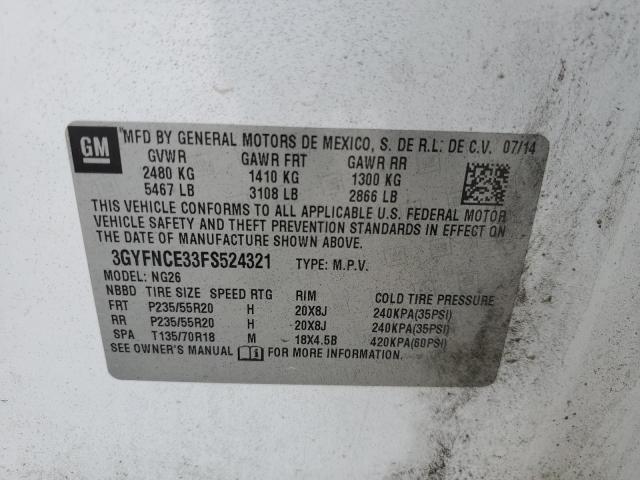 GM
MFD BY GENERAL MOTORS DE MEXICO, S. DE R.L. DE C.V. 07/14
GVWR GAWR FRT GAWR RR
2480 KG 1410 KG 1300 KG
5467 LB 3108 LB 2866 LB
THIS VEHICLE CONFORMS TO ALL APPLICABLE U.S. FEDERAL MOTOR
VEHICLE SAFETY AND THEFT PREVENTION STANDARDS IN EFFECT ON
THE DATE OF MANUFACTURE SHOWN ABOVE.
3GYFNCE33FS524321 TYPE: M.P.V.
MODEL: NG26
NBBD TIRE SIZE SPEED RTG RIM COLD TIRE PRESSURE
FRT P235/55R20 H 20X8J 240KPA(35PSI)
RR P235/55R20 H 20X8J 240KPA(35PSI)
SPA T135/70R18 M 18X4.5B 420KPA(60PSI)
SEE OWNER'S MANUAL FOR MORE INFORMATION.